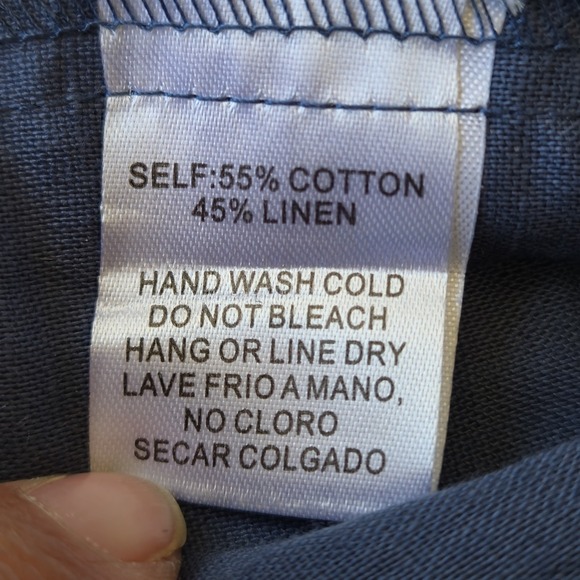 SELF:55% COTTON
45% LINEN
HAND WASH COLD
DO NOT BLEACH
HANG OR LINE DRY
LAVE FRIO A MANO,
NO CLORO
SECAR COLGADO